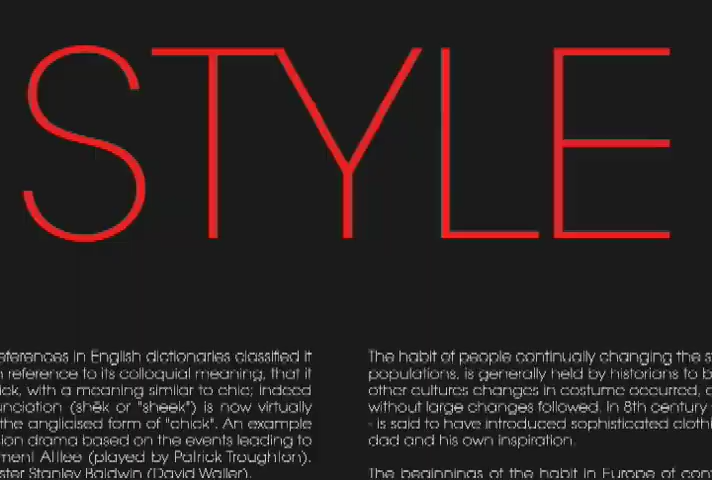 STYLE
eferences in English dictionaries classified it
n reference to its colloquial meaning, that it
ick, with a meaning similar to chic; indeed
unciation (shēk or "sheek") is now virtually
the anglicised form of "chick". An example
ion drama based on the events leading to
ment Attlee (played by Patrick Troughton).
ster Stanley Baldwin (David Waller).
The habit of people continually changing the s
populations, is generally held by historians to b
other cultures changes in costume occurred, a
without large changes followed. In 8th century
- is said to have introduced sophisticated clothi
dad and his own inspiration.
The beginnings of the habit in Europe of con